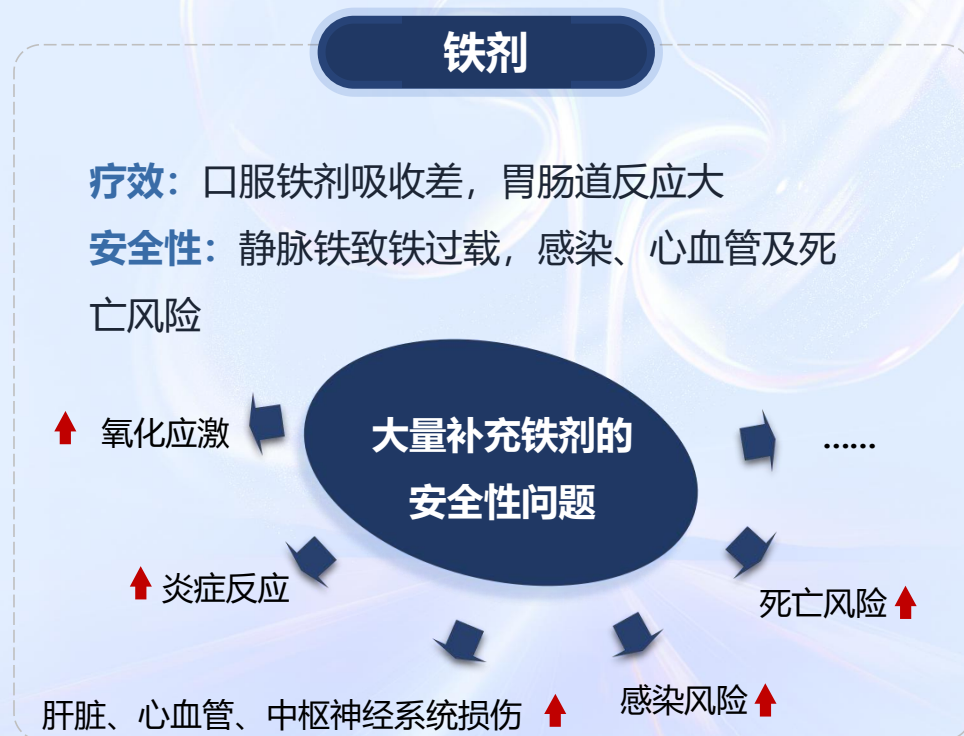 铁剂
疗效：口服铁剂吸收差，胃肠道反应大
安全性：静脉铁致铁过载，感染、心血管及死
亡风险
大量补充铁剂的
安全性问题
氧化应激
......
炎症反应
死亡风险
肝脏、心血管、中枢神经系统损伤
感染风险